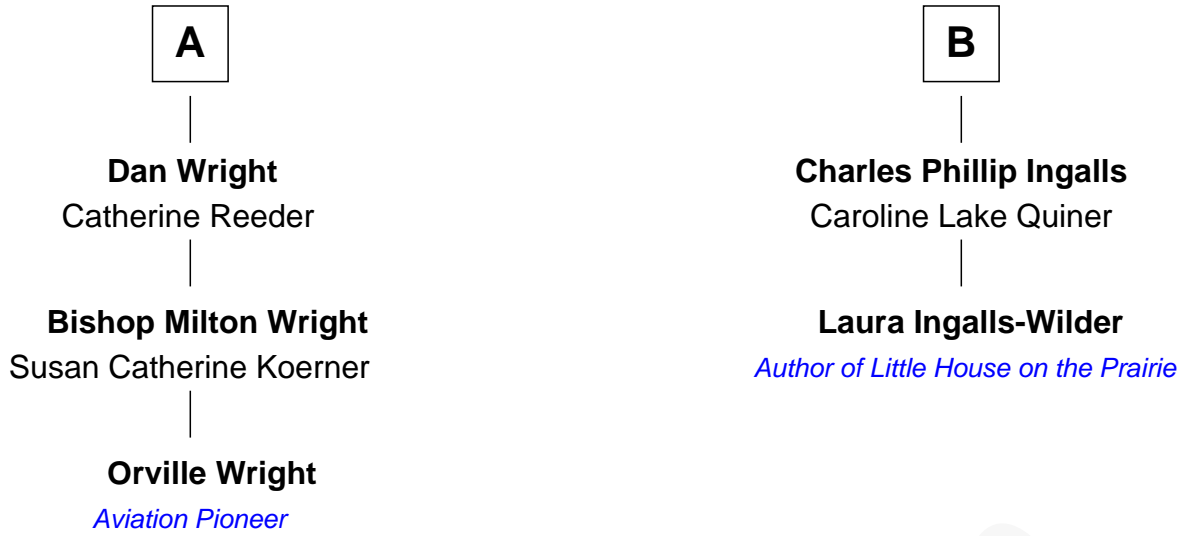 A
Dan Wright
Catherine Reeder
Bishop Milton Wright
Susan Catherine Koerner
Orville Wright
Aviation Pioneer
B
Charles Phillip Ingalls
Caroline Lake Quiner
Laura Ingalls-Wilder
Author of Little House on the Prairie